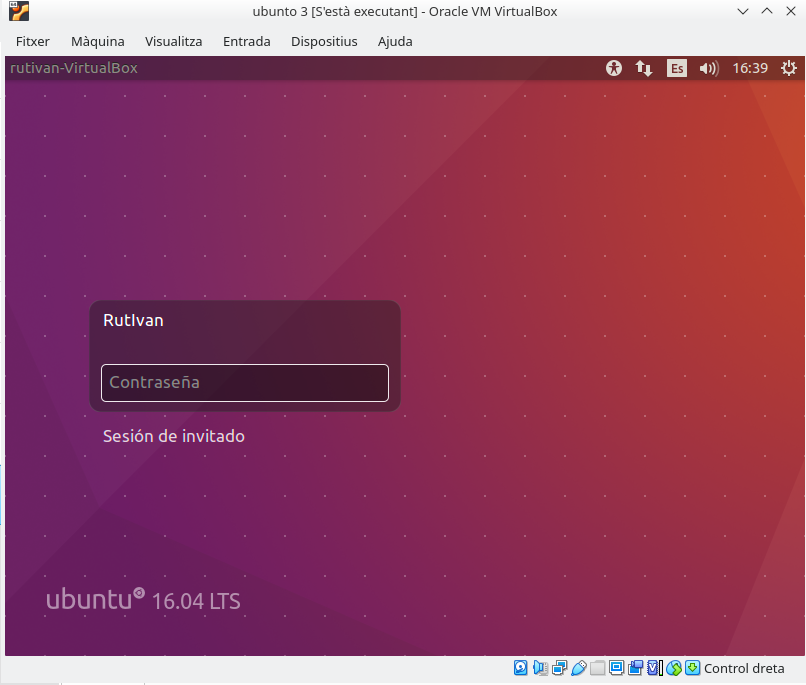 ubunto 3 [S'està executant] - Oracle VM VirtualBox
Fitxer Màquina Visualitza Entrada Dispositius Ajuda
rutivan-VirtualBox Es 16:39
RutIvan
Contraseña
Sesión de invitado
ubuntu 16.04 LTS
Control dreta